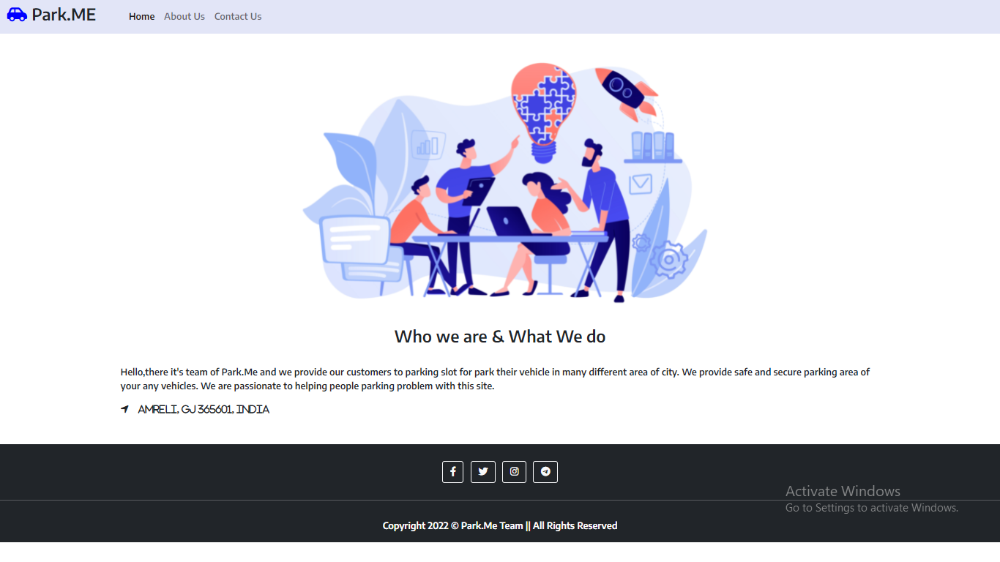 Park.ME
Home About Us Contact Us
Who we are & What We do
Hello,there it's team of Park.Me and we provide our customers to parking slot for park their vehicle in many different area of city. We provide safe and secure parking area of
your any vehicles. We are passionate to helping people parking problem with this site.
AMRELI, GJ 365601, INDIA
Activate Windows
Go to Settings to activate Windows.
Copyright 2022 © Park.Me Team || All Rights Reserved